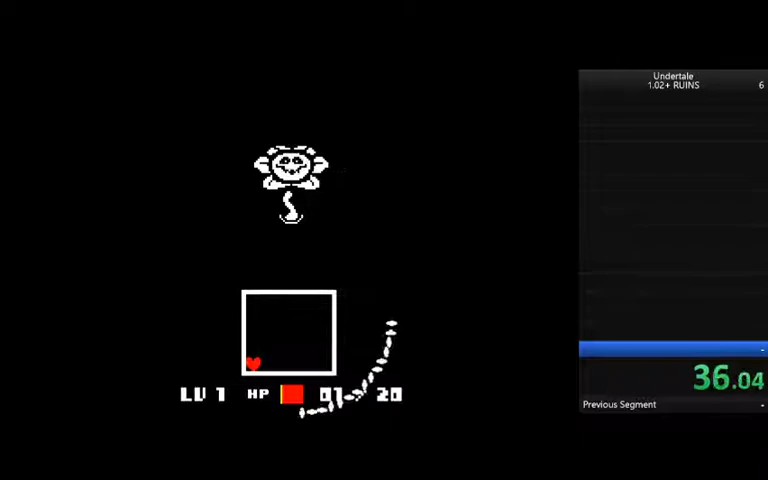 Undertale
1.02+ RUINS 6
LV 1 HP 01 20
-
36.04
Previous Segment -